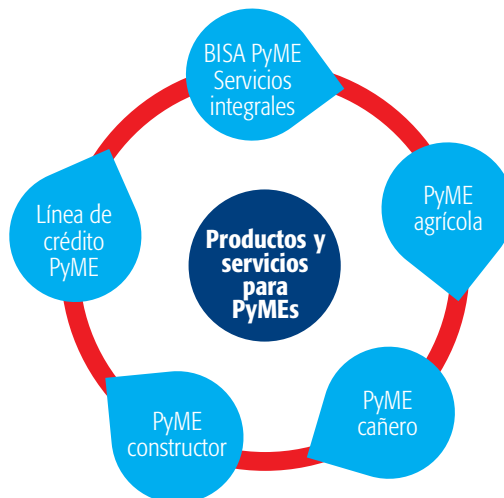 BISA PyME
Servicios
integrales
PyME
agrícola
PyME
cañero
PyME
constructor
Línea de
crédito
PyME
Productos y
servicios
para
PyMEs